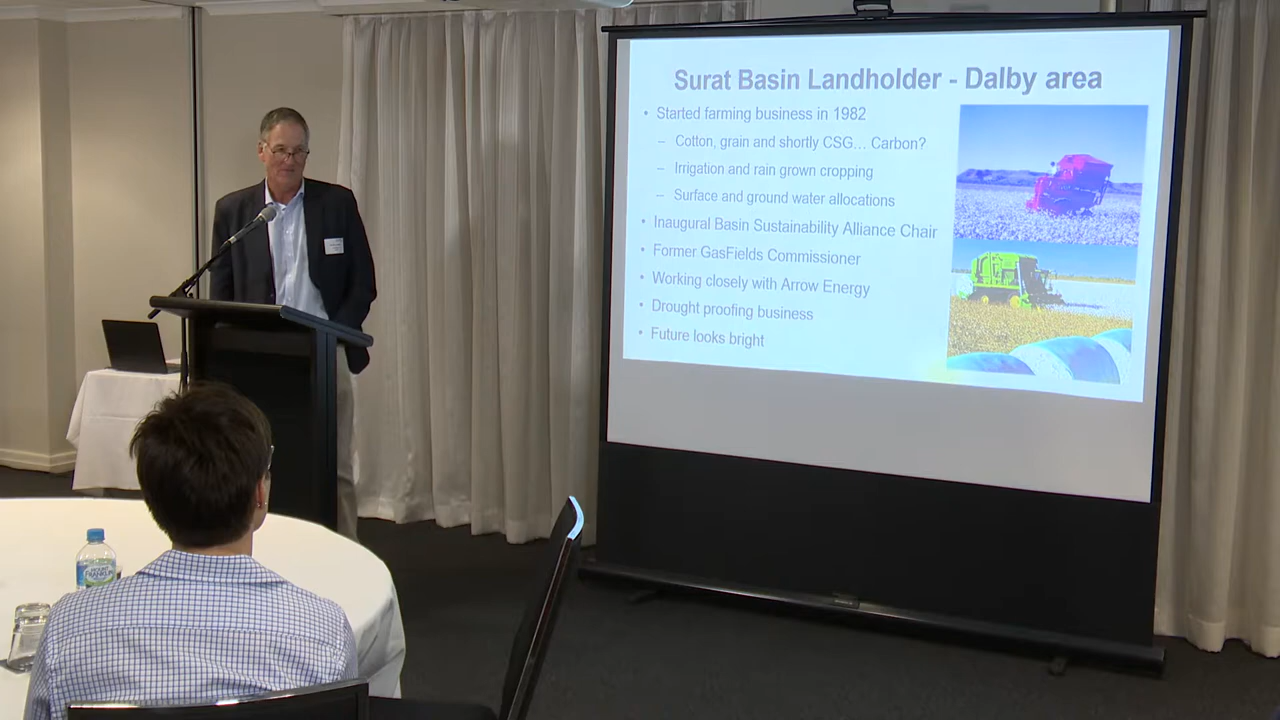 Surat Basin Landholder - Dalby area
• Started farming business in 1982
– Cotton, grain and shortly CSG... Carbon?
– Irrigation and rain grown cropping
– Surface and ground water allocations
• Inaugural Basin Sustainability Alliance Chair
• Former GasFields Commissioner
• Working closely with Arrow Energy
• Drought proofing business
• Future looks bright
MOUNT
FRANKLIN